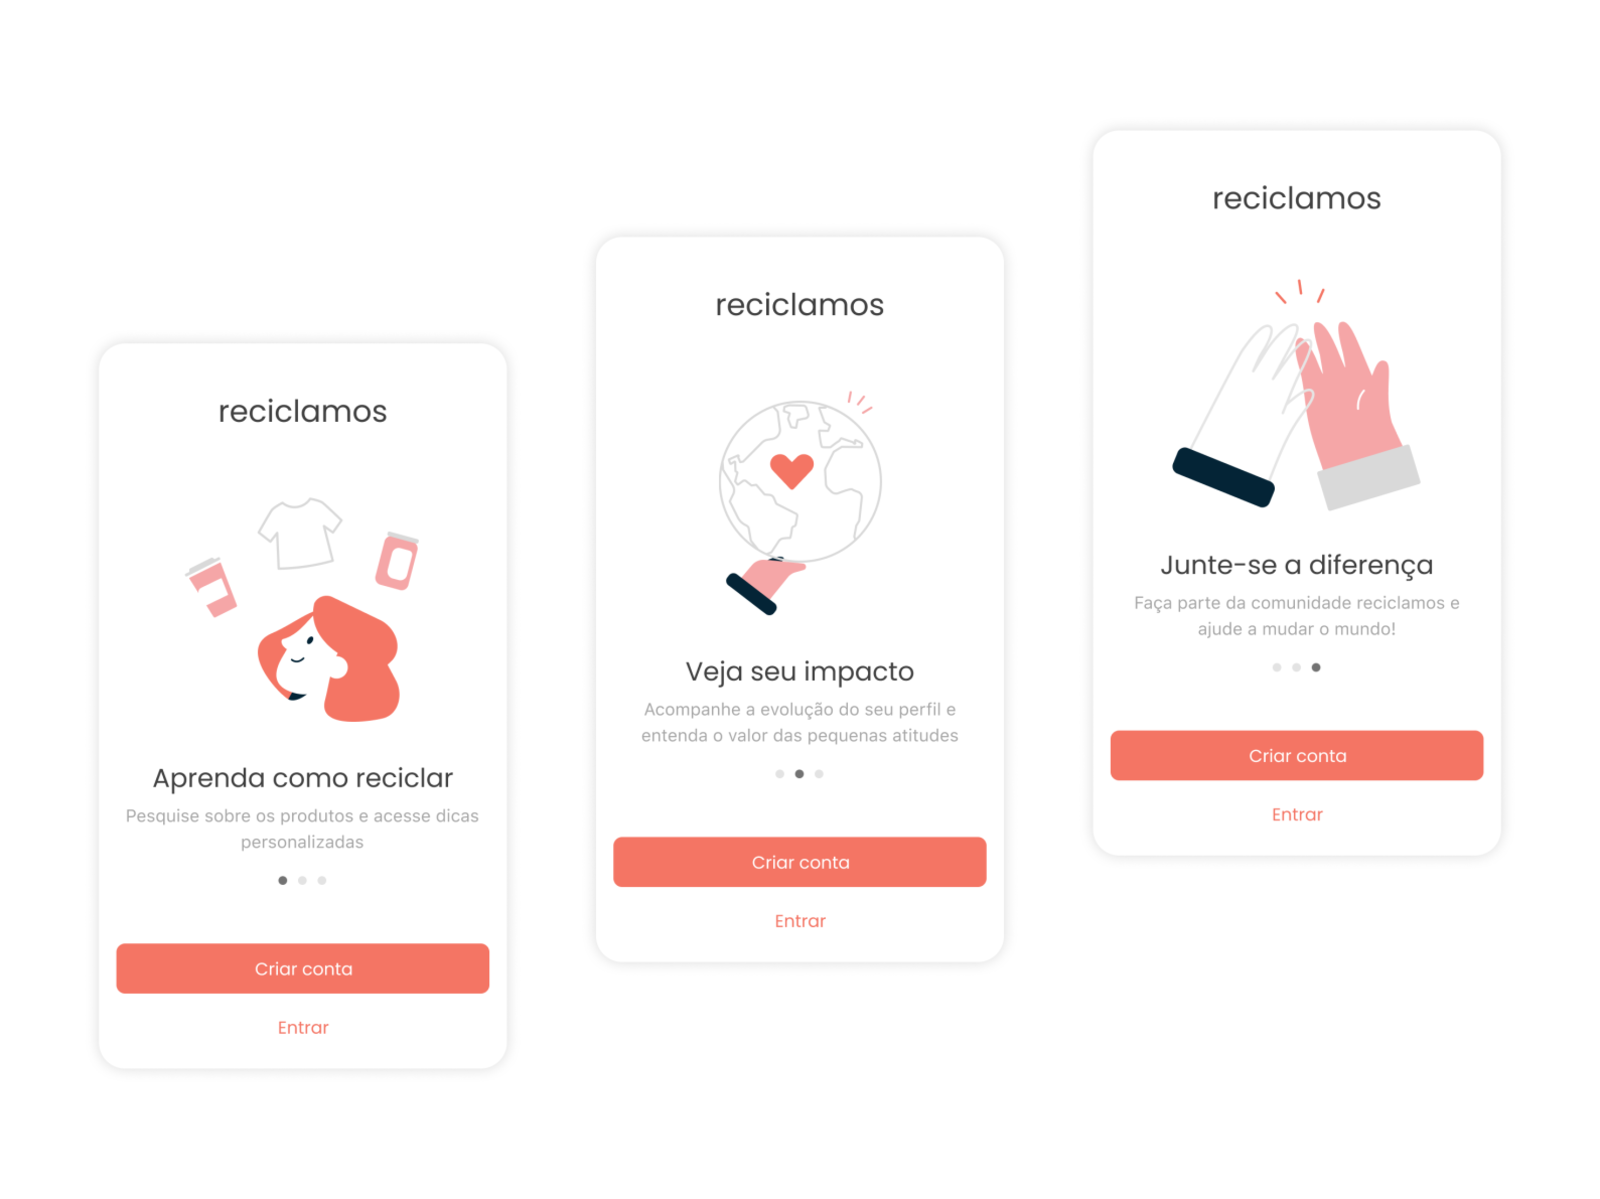 reciclamos
Aprenda como reciclar
Pesquise sobre os produtos e acesse dicas
personalizadas
Criar conta
Entrar
reciclamos
Veja seu impacto
Acompanhe a evolução do seu perfil e
entenda o valor das pequenas atitudes
Criar conta
Entrar
reciclamos
Junte-se a diferença
Faça parte da comunidade reciclamos e
ajude a mudar o mundo!
Criar conta
Entrar